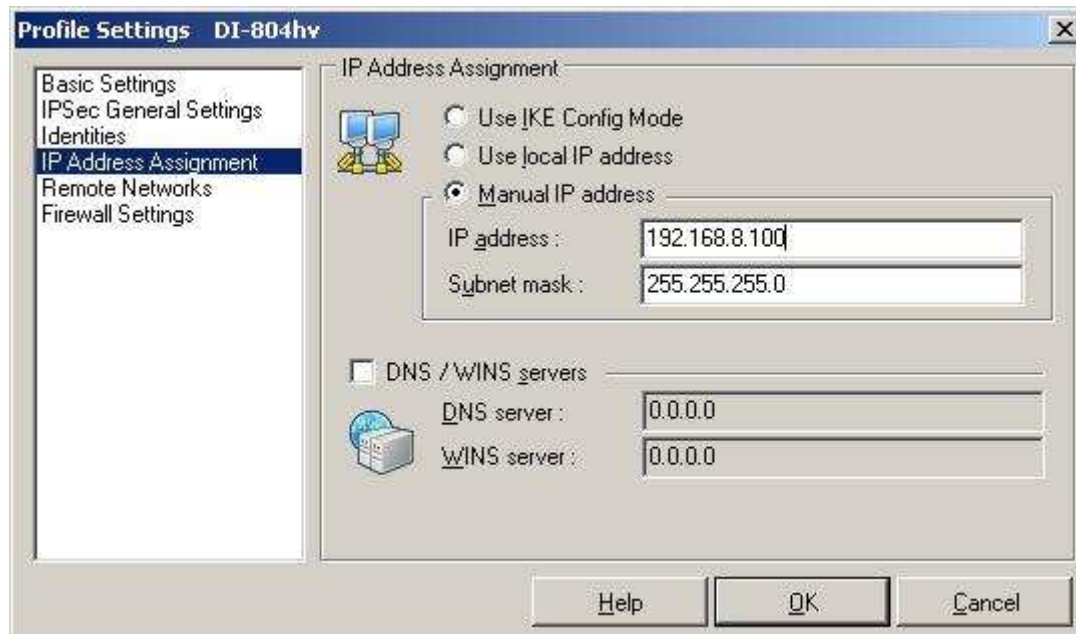 Profile Settings DI-804hv
Basic Settings
IPSec General Settings
Identities
IP Address Assignment
Remote Networks
Firewall Settings
IP Address Assignment
Use IKE Config Mode
Use local IP address
Manual IP address
IP address : 192.168.8.100
Subnet mask : 255.255.255.0
DNS / WINS servers
DNS server : 0.0.0.0
WINS server : 0.0.0.0
Help OK Cancel